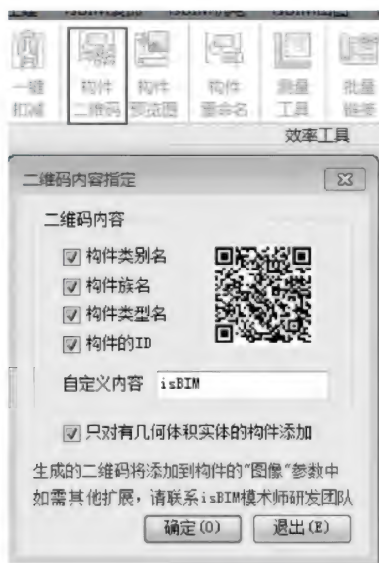 一键 构件 构件 构件 测量 批量
扣减 二维码 预览图 重命名 工具 链接
效率工具
二维码内容指定
二维码内容
构件类别名
构件族名
构件类型名
构件的ID
自定义内容 isBIM
只对有几何体积实体的构件添加
生成的二维码将添加到构件的"图像"参数中
如需其他扩展，请联系isBIM模术师研发团队
确定(O) 退出(E)